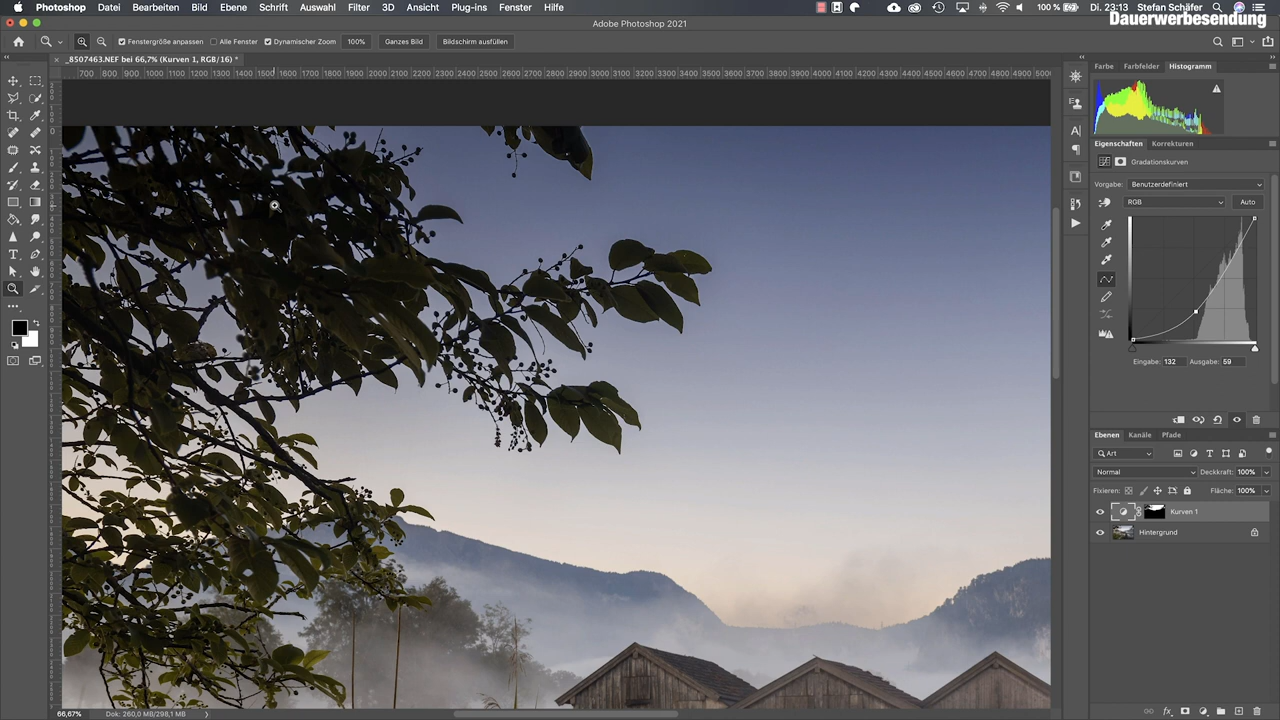 Photoshop Datei Bearbeiten Bild Ebene Schrift Auswahl Filter 3D Ansicht Plug-ins Fenster Hilfe 100 % Di. 23:13 Stefan Schäfer
Dauerwerbesendung
Adobe Photoshop 2021
Fenstergröße anpassen Alle Fenster Dynamischer Zoom 100% Ganzes Bild Bildschirm ausfüllen
_8507463.NEF bei 66,7% (Kurven 1, RGB/16) *
700 800 900 1000 1100 1200 1300 1400 1500 1600 1700 1800 1900 2000 2100 2200 2300 2400 2500 2600 2700 2800 2900 3000 3100 3200 3300 3400 3500 3600 3700 3800 3900 4000 4100 4200 4300 4400 4500 4600 4700 4800 4900 5000
Farbe Farbfelder Histogramm
Eigenschaften Korrekturen
Gradationskurven
Vorgabe: Benutzerdefiniert
RGB Auto
Eingabe: 132 Ausgabe: 59
Ebenen Kanäle Pfade
Art
Normal Deckkraft: 100%
Fixieren: Fläche: 100%
Kurven 1
Hintergrund
66,67% Dok: 260,0 MB/298,1 MB